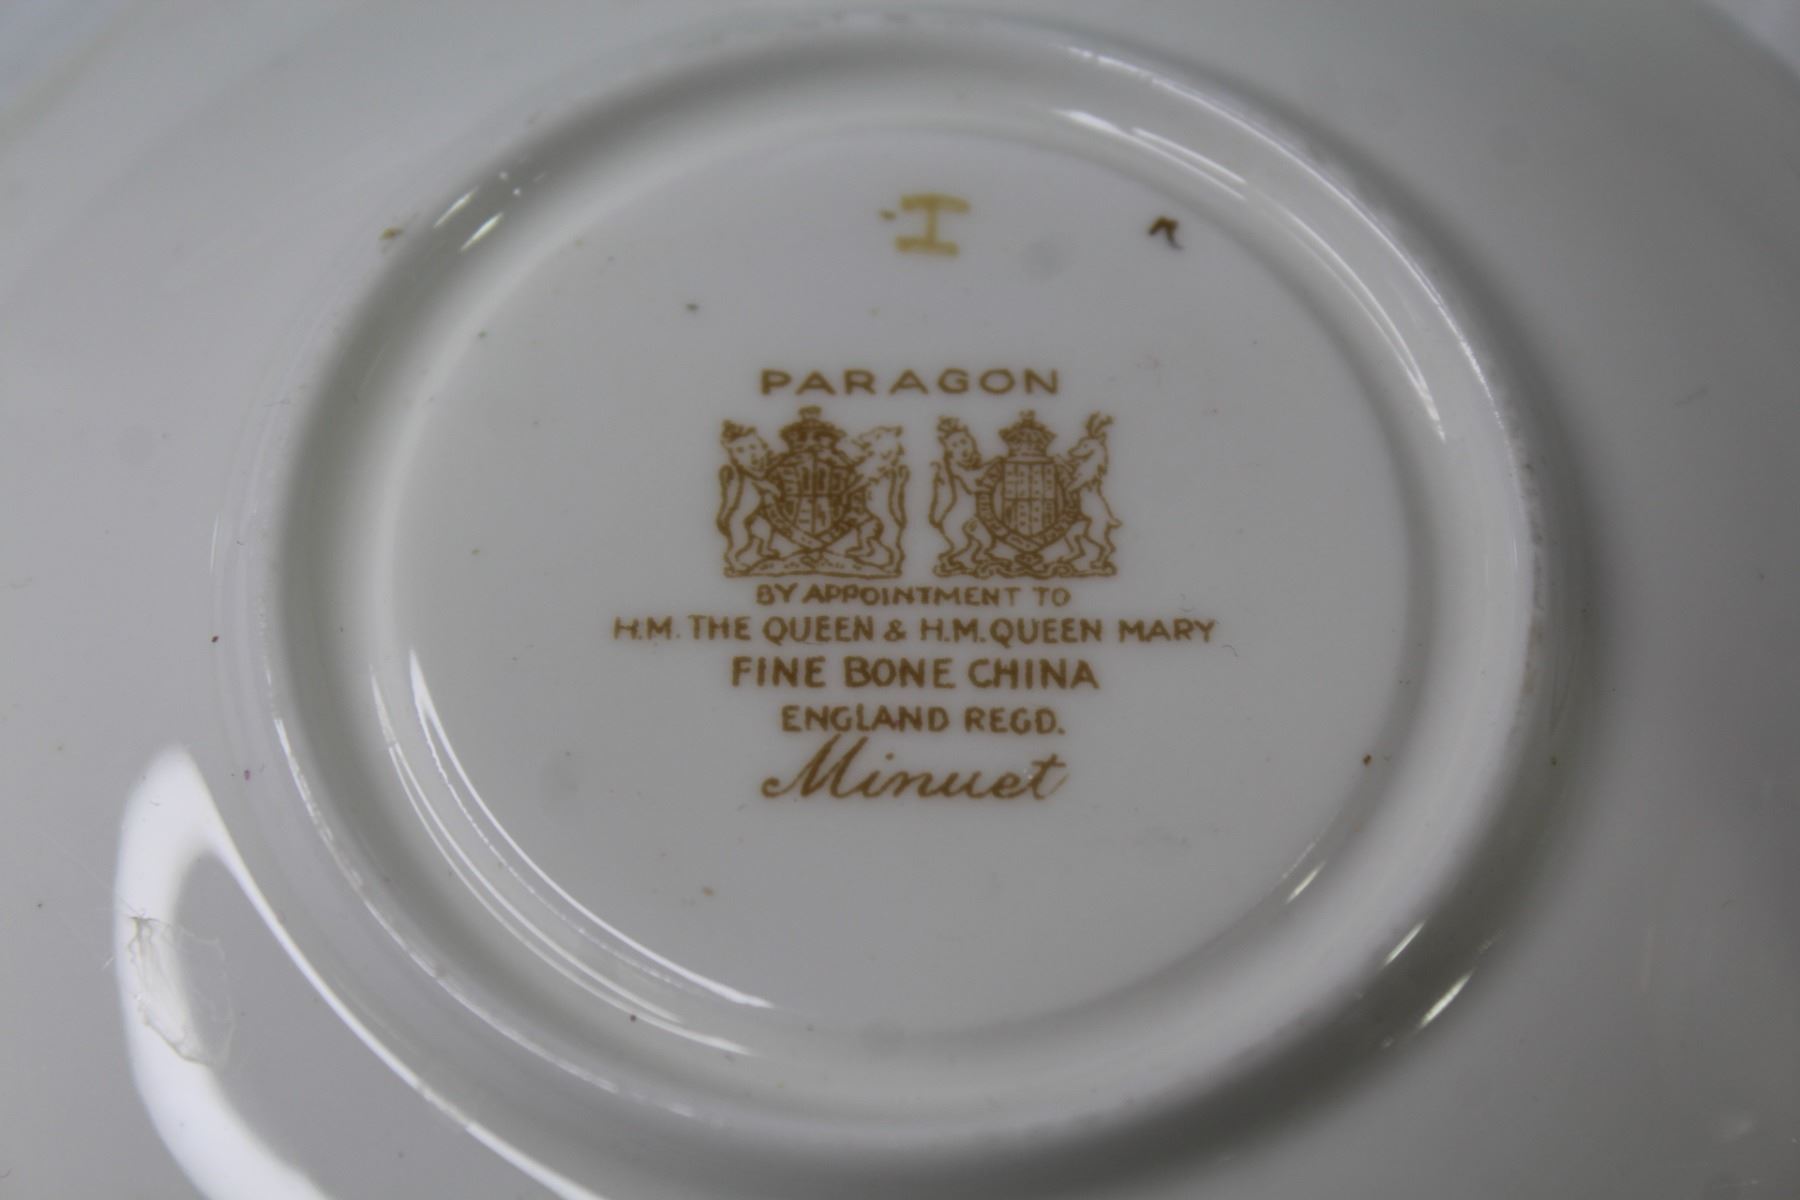 H
PARAGON
BY APPOINTMENT TO
H.M. THE QUEEN & H.M. QUEEN MARY
FINE BONE CHINA
ENGLAND REGD.
Minuet